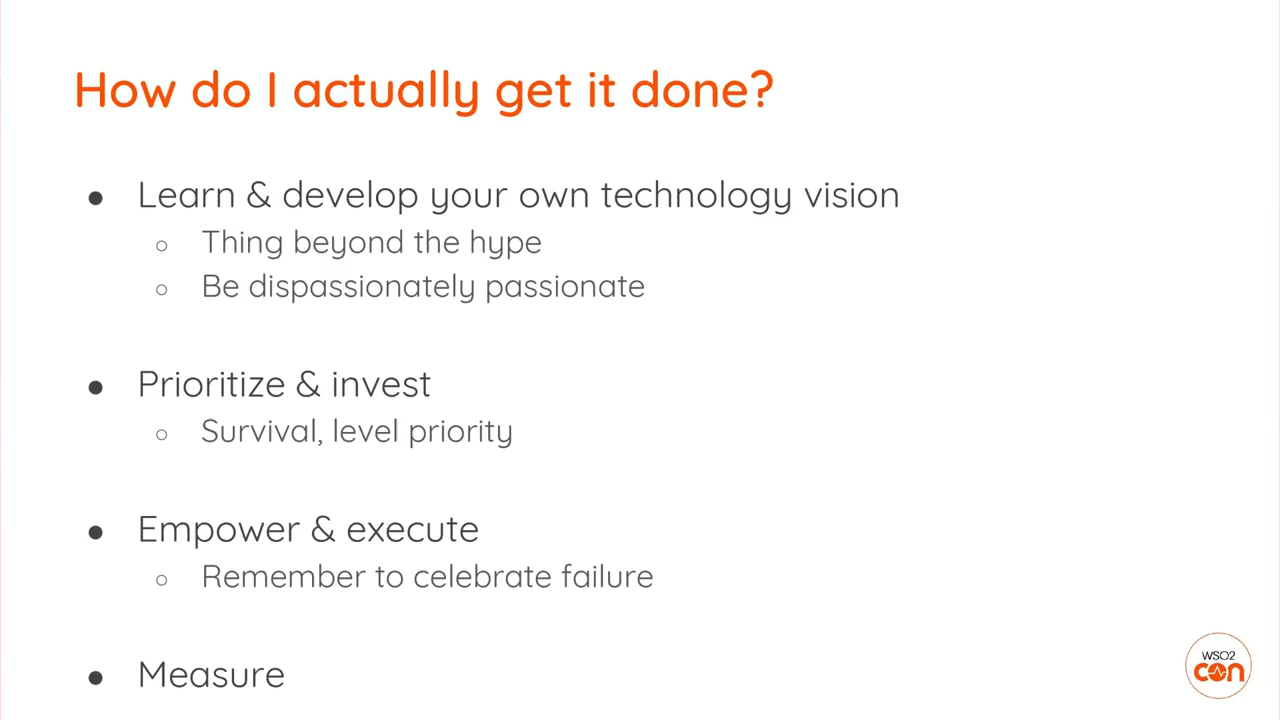 How do I actually get it done?
● Learn & develop your own technology vision
○ Thing beyond the hype
○ Be dispassionately passionate
● Prioritize & invest
○ Survival, level priority
● Empower & execute
○ Remember to celebrate failure
● Measure
WSO2
con